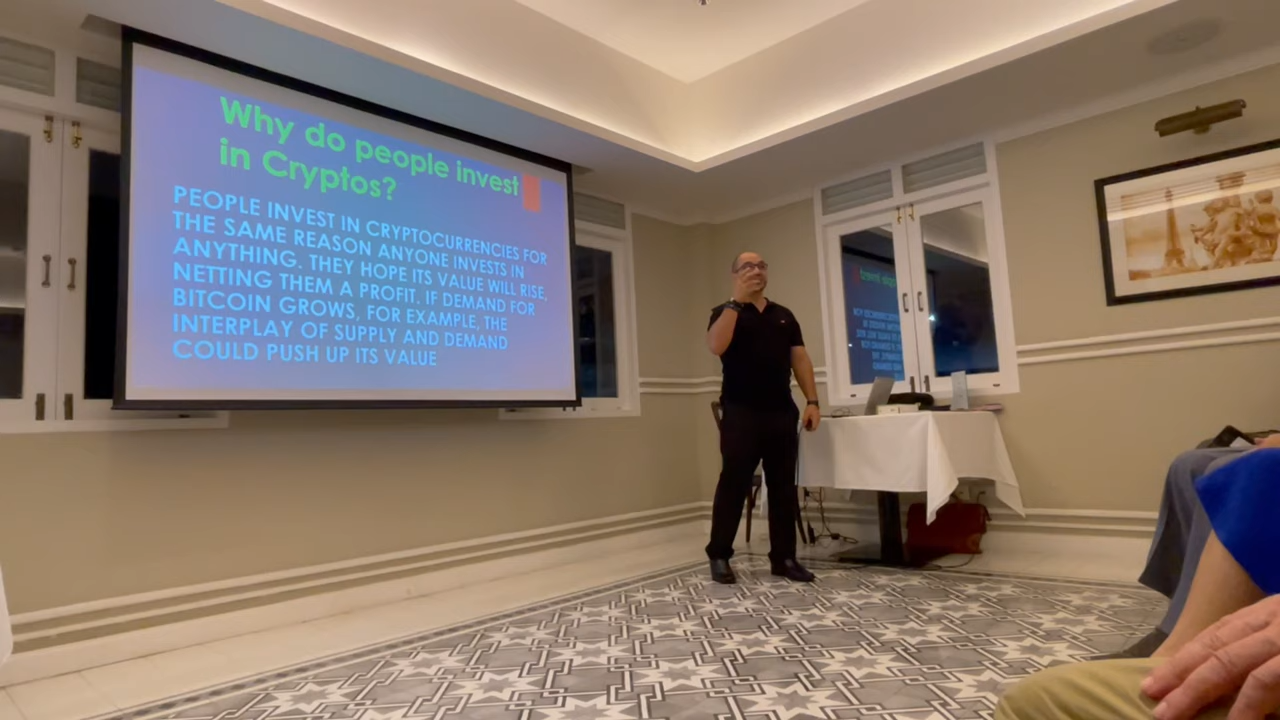 Why do people invest
in Cryptos?
PEOPLE INVEST IN CRYPTOCURRENCIES FOR
THE SAME REASON ANYONE INVESTS IN
ANYTHING. THEY HOPE ITS VALUE WILL RISE,
NETTING THEM A PROFIT. IF DEMAND FOR
BITCOIN GROWS, FOR EXAMPLE, THE
INTERPLAY OF SUPPLY AND DEMAND
COULD PUSH UP ITS VALUE